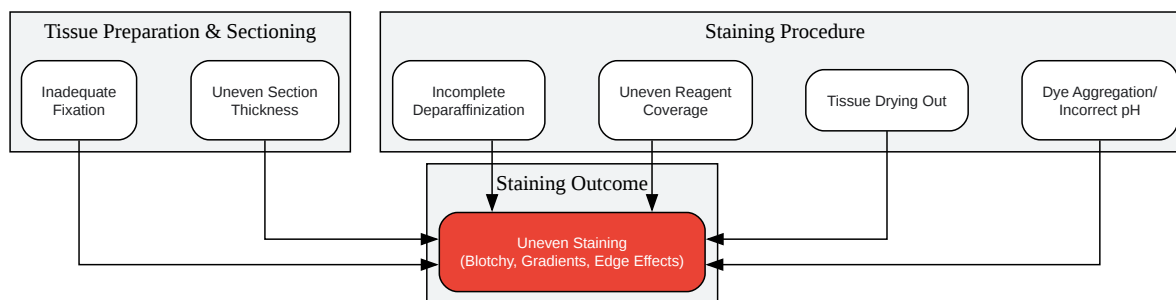 Tissue Preparation & Sectioning
Inadequate
Fixation
Uneven Section
Thickness
Staining Procedure
Incomplete
Deparaffinization
Uneven Reagent
Coverage
Tissue Drying Out
Dye Aggregation/
Incorrect pH
Staining Outcome
Uneven Staining
(Blotchy, Gradients, Edge Effects)